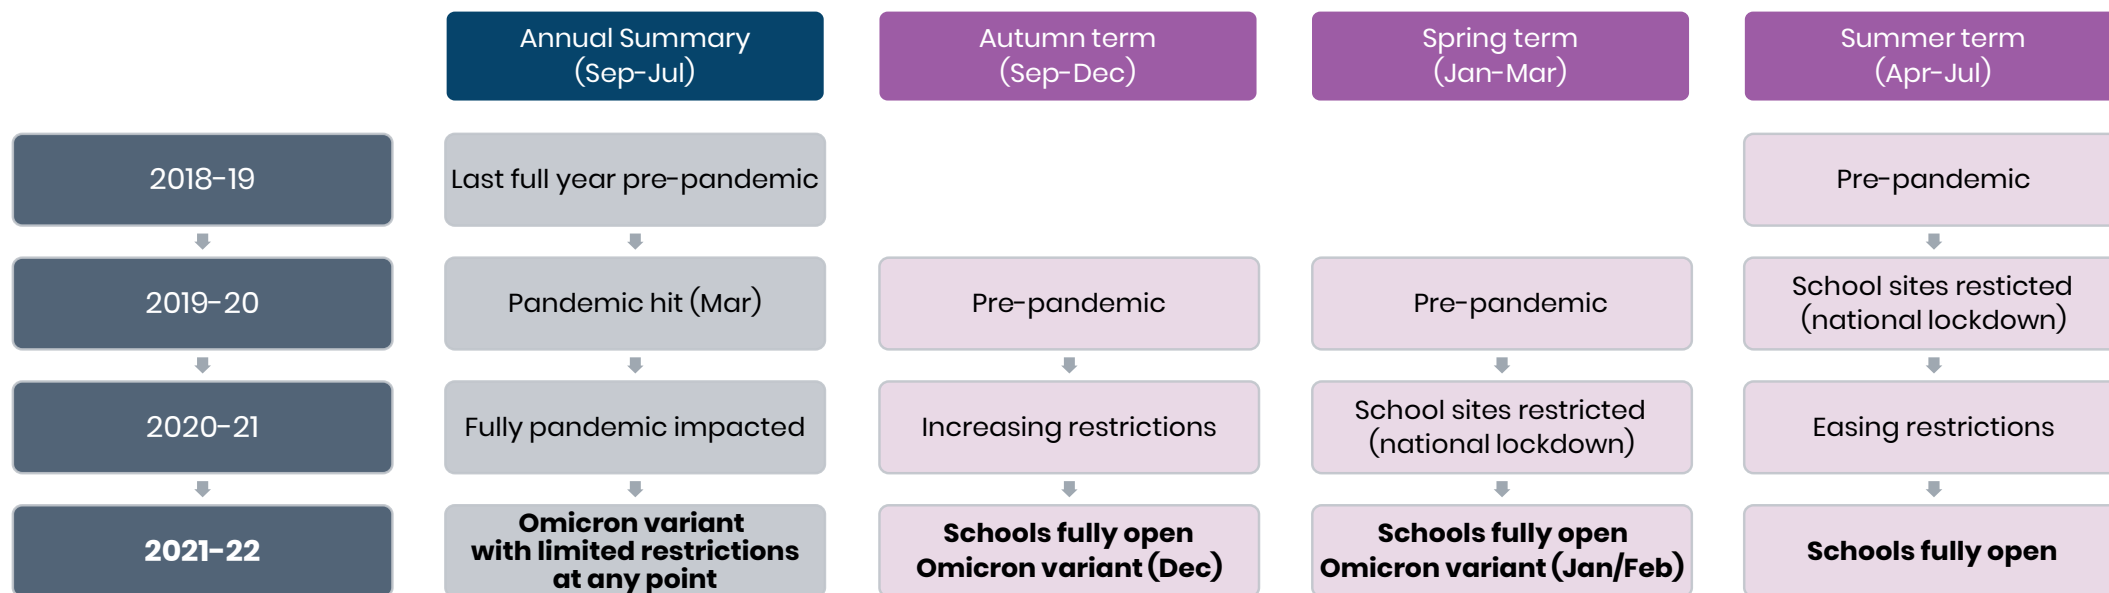 Annual Summary
(Sep-Jul)
Autumn term
(Sep-Dec)
Spring term
(Jan-Mar)
Summer term
(Apr-Jul)
2018-19
Last full year pre-pandemic
Pre-pandemic
2019-20
Pandemic hit (Mar)
Pre-pandemic
Pre-pandemic
School sites resticted
(national lockdown)
2020-21
Fully pandemic impacted
Increasing restrictions
School sites restricted
(national lockdown)
Easing restrictions
2021-22
Omicron variant
with limited restrictions
at any point
Schools fully open
Omicron variant (Dec)
Schools fully open
Omicron variant (Jan/Feb)
Schools fully open